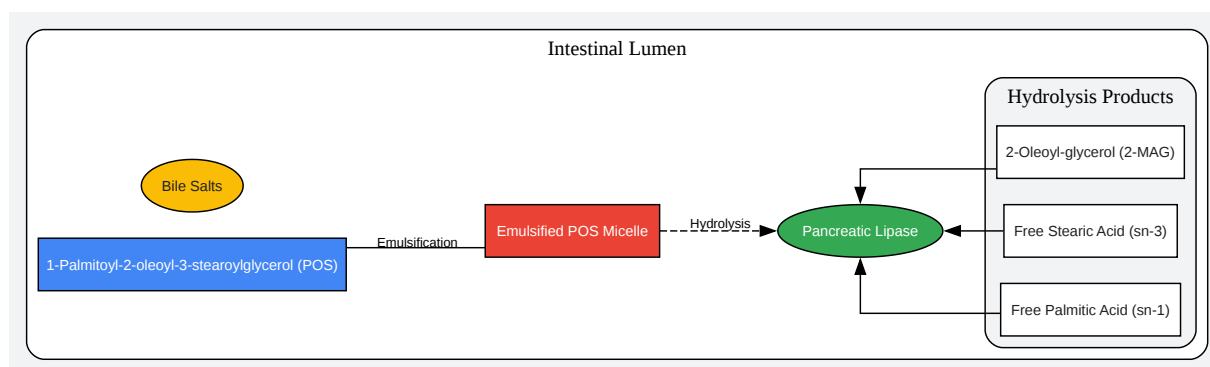 Intestinal Lumen
Hydrolysis Products
2-Oleoyl-glycerol (2-MAG)
Bile Salts
Emulsified POS Micelle
Hydrolysis
Pancreatic Lipase
Free Stearic Acid (sn-3)
Emulsification
1-Palmitoyl-2-oleoyl-3-stearoylglycerol (POS)
Free Palmitic Acid (sn-1)